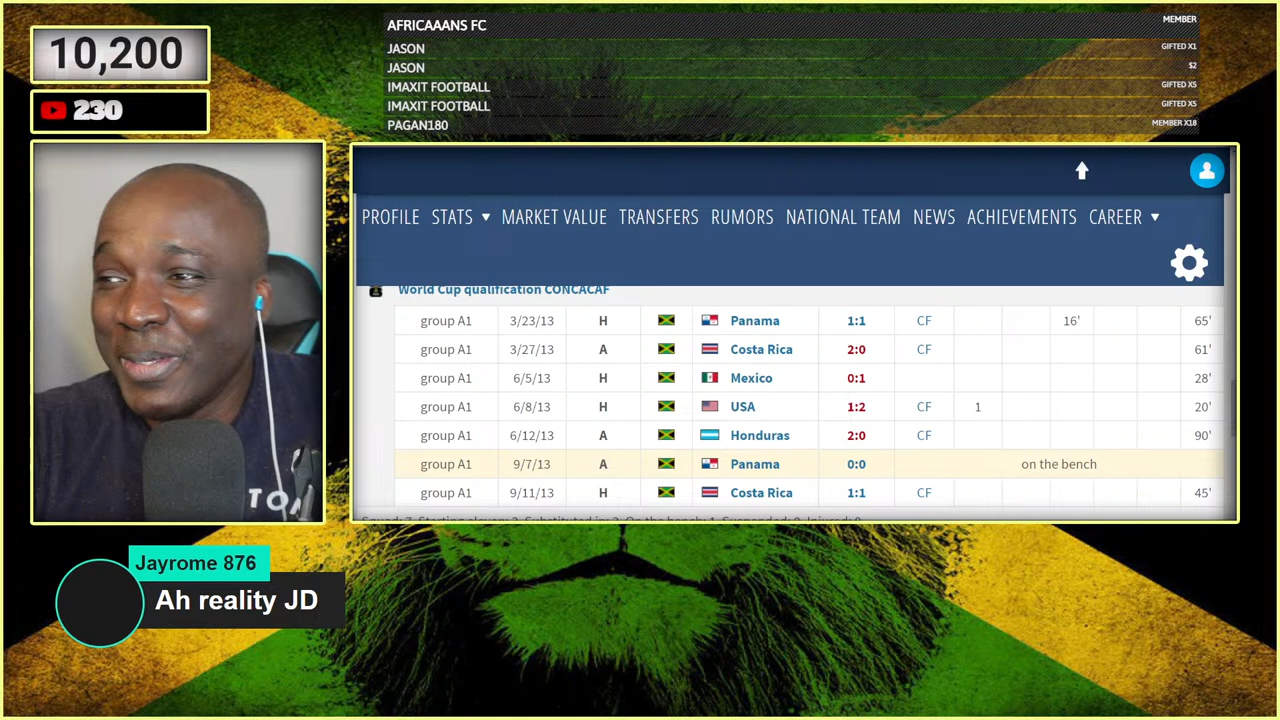 10,200
230
AFRICAAANS FC MEMBER
JASON GIFTED X1
JASON $2
IMAXIT FOOTBALL GIFTED X5
IMAXIT FOOTBALL GIFTED X5
PAGAN180 MEMBER X18
PROFILE STATS ▼ MARKET VALUE TRANSFERS RUMORS NATIONAL TEAM NEWS ACHIEVEMENTS CAREER ▼
World Cup qualification CONCACAF
group A1 3/23/13 H Panama 1:1 CF 16' 65'
group A1 3/27/13 A Costa Rica 2:0 CF 61'
group A1 6/5/13 H Mexico 0:1 28'
group A1 6/8/13 H USA 1:2 CF 1 20'
group A1 6/12/13 A Honduras 2:0 CF 90'
group A1 9/7/13 A Panama 0:0 on the bench
group A1 9/11/13 H Costa Rica 1:1 CF 45'
Jayrome 876
Ah reality JD